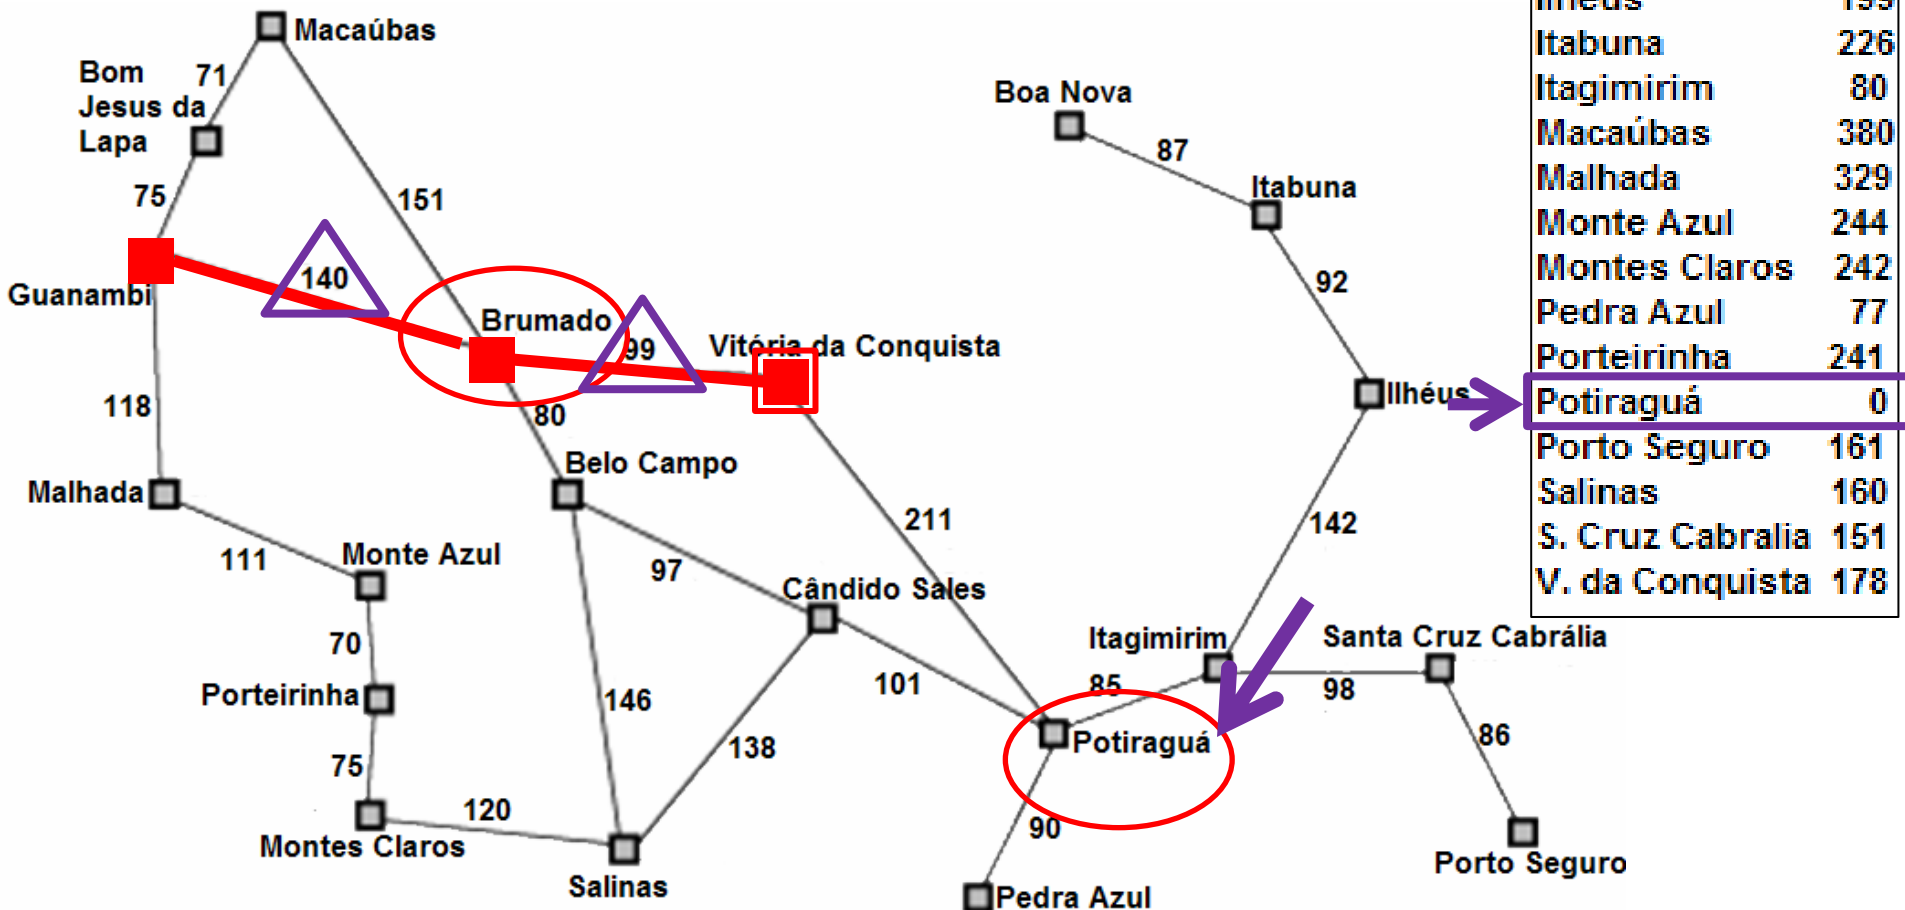 Macaúbas
Bom
Jesus da
Lapa
71
75
151
Guanambi
140
Brumado
99
Vitória da Conquista
118
80
Malhada
Belo Campo
111
Monte Azul
97
211
Cândido Sales
70
Porteirinha
146
101
138
75
120
Montes Claros
Salinas
Boa Nova
87
Itabuna
92
Ilhéus
142
Itagimirim
Santa Cruz Cabrália
85
98
Potiraguá
86
90
Porto Seguro
Pedra Azul
Ilhéus 199
Itabuna 226
Itagimirim 80
Macaúbas 380
Malhada 329
Monte Azul 244
Montes Claros 242
Pedra Azul 77
Porteirinha 241
Potiraguá 0
Porto Seguro 161
Salinas 160
S. Cruz Cabralia 151
V. da Conquista 178